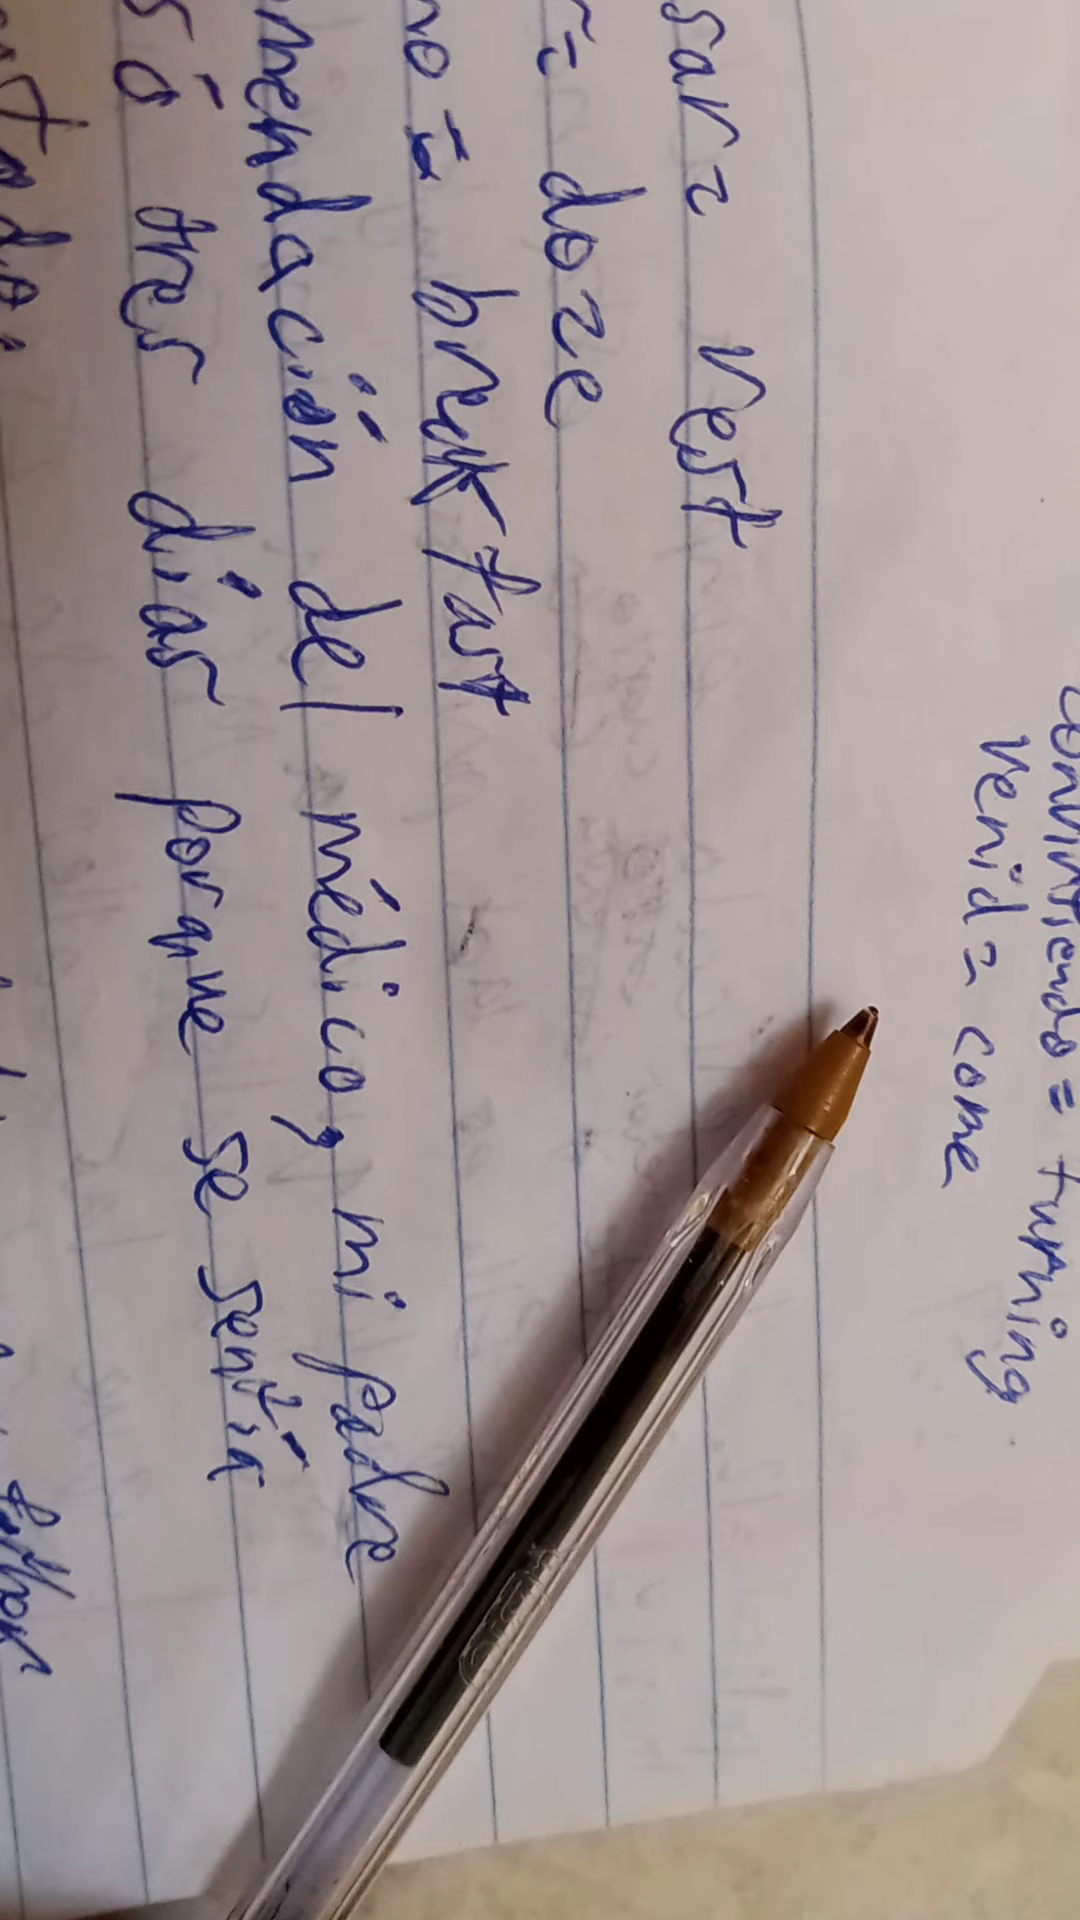 convirtiendo = turning
venid = come
sar = rest
r = doze
no = breakfast
mendación del médico, mi padre
só tres días porque se sentía